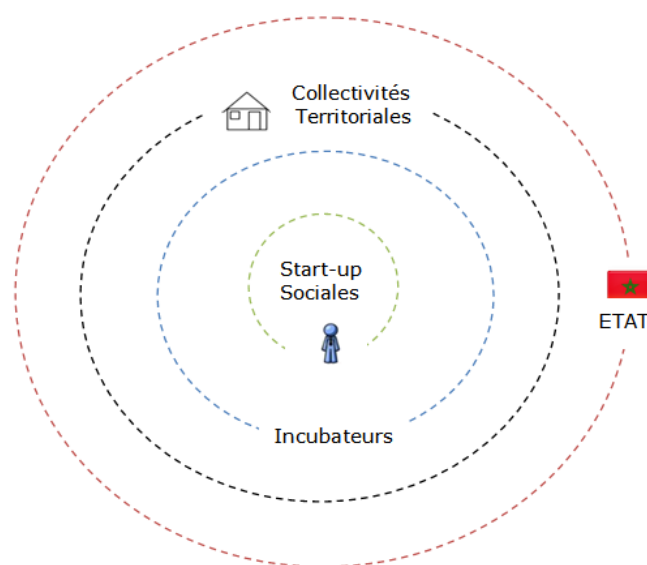 Collectivités
Territoriales
Start-up
Sociales
ETAT
Incubateurs